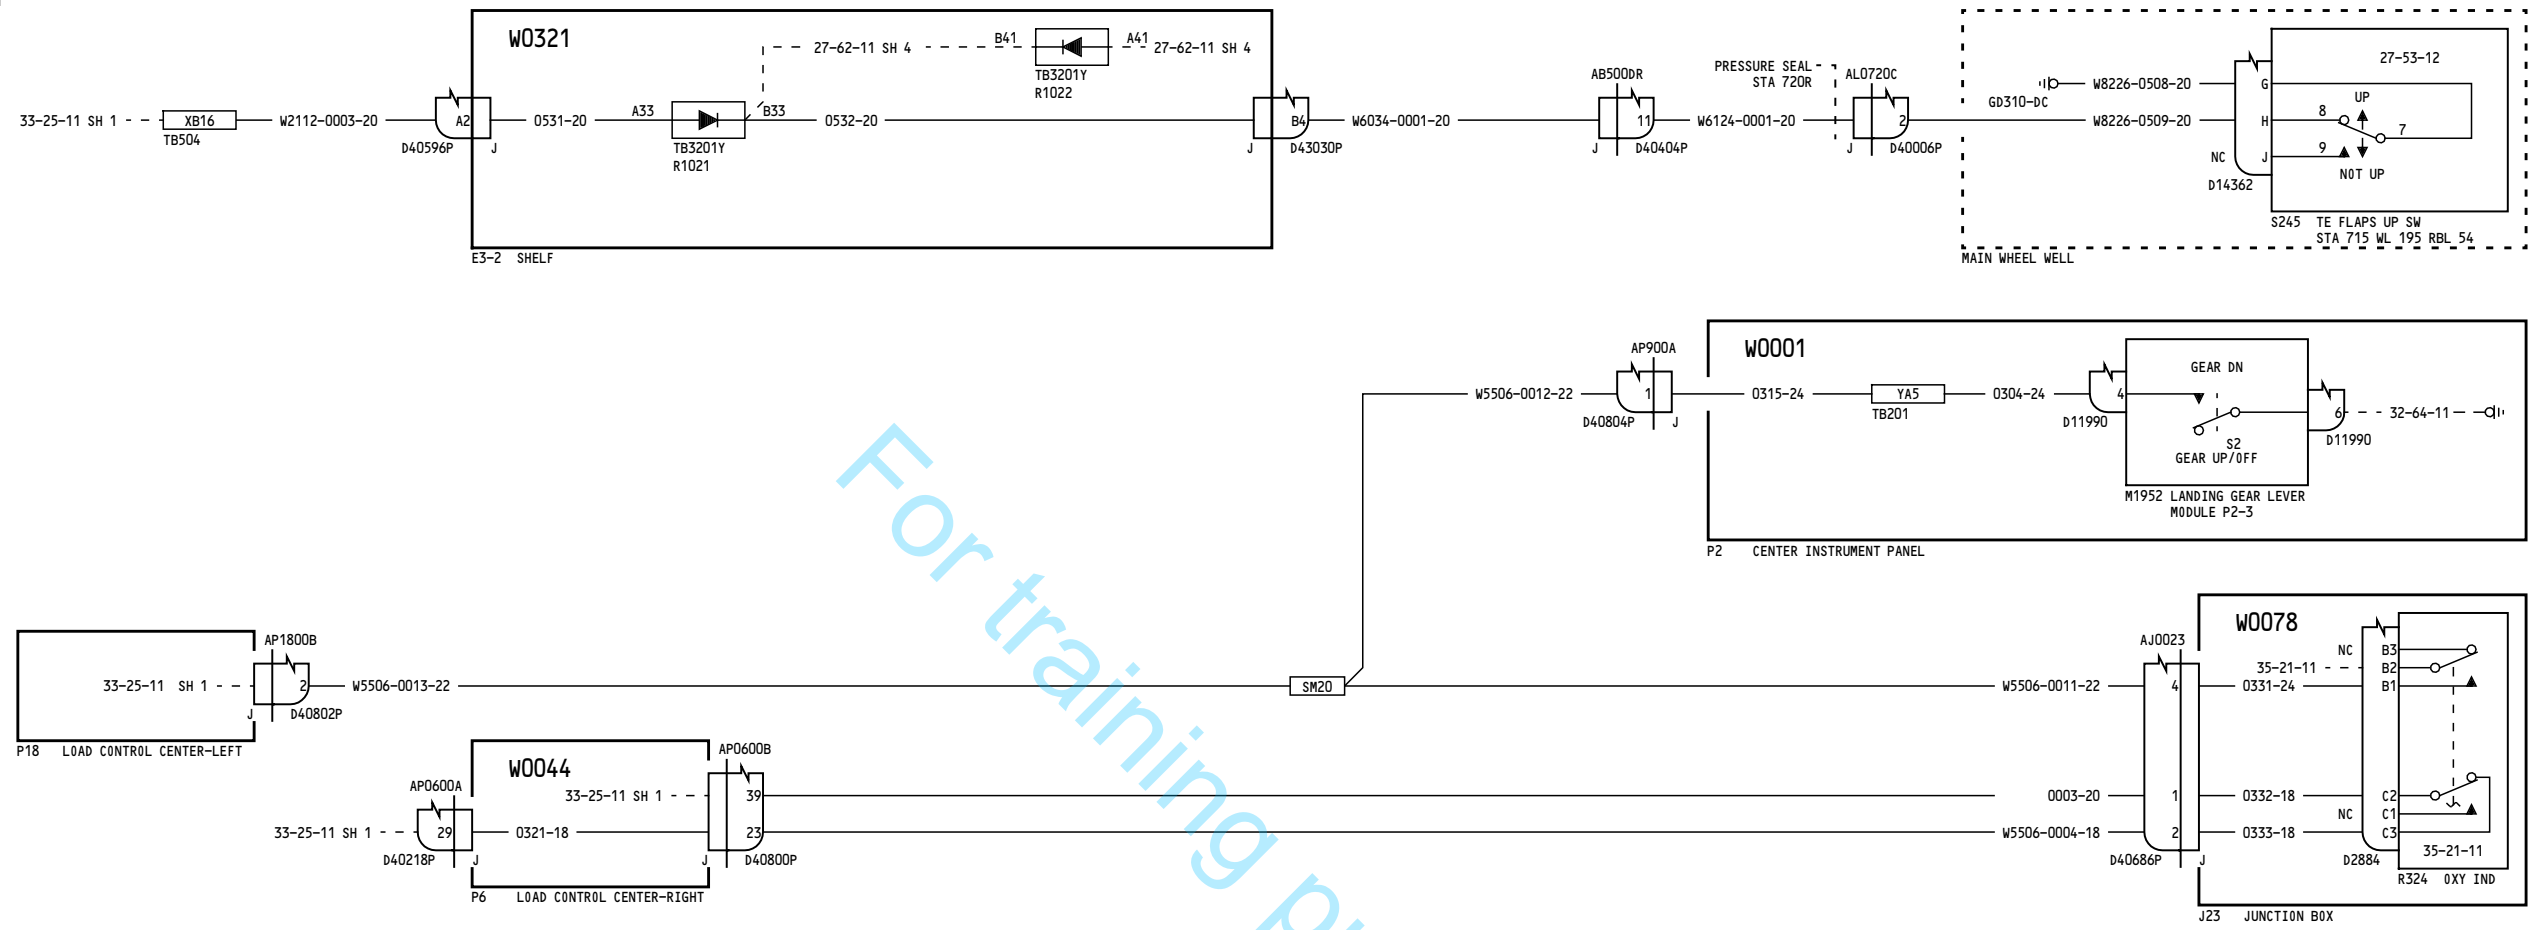 W0321
27-62-11 SH 4
B41
A41
27-62-11 SH 4
TB3201Y
R1022
33-25-11 SH 1
XB16
TB504
W2112-0003-20
A2
D40596P
J
0531-20
A33
B33
TB3201Y
R1021
0532-20
J
B4
D43030P
W6034-0001-20
AB500DR
11
J
D40404P
W6124-0001-20
PRESSURE SEAL
STA 720R
AL0720C
2
J
D40006P
GD310-DC
W8226-0508-20
W8226-0509-20
27-53-12
G
H
J
NC
D14362
UP
8
7
9
NOT UP
S245 TE FLAPS UP SW
STA 715 WL 195 RBL 54
MAIN WHEEL WELL
E3-2 SHELF
W0001
AP900A
W5506-0012-22
1
D40804P
J
0315-24
YA5
TB201
0304-24
4
D11990
GEAR DN
S2
GEAR UP/OFF
6
D11990
32-64-11
M1952 LANDING GEAR LEVER
MODULE P2-3
P2 CENTER INSTRUMENT PANEL
AP1800B
33-25-11 SH 1
2
J
D40802P
W5506-0013-22
SM20
W5506-0011-22
P18 LOAD CONTROL CENTER-LEFT
W0044
AP0600B
AP0600A
33-25-11 SH 1
39
33-25-11 SH 1
29
0321-18
23
D40218P
J
J
D40800P
P6 LOAD CONTROL CENTER-RIGHT
0003-20
W5506-0004-18
W0078
AJ0023
4
1
2
D40686P
J
NC
35-21-11
0331-24
0332-18
NC
0333-18
B3
B2
B1
C2
C1
C3
D2884
35-21-11
R324 OXY IND
J23 JUNCTION BOX
For training